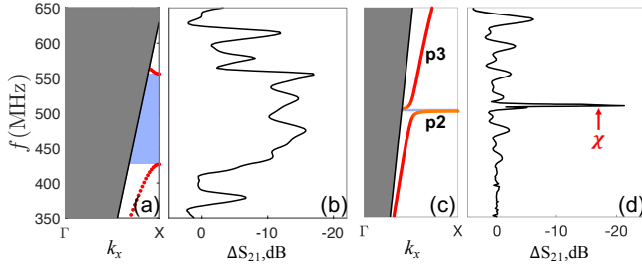 650
600
550
500
450
400
350
f(MHz)
Γ
X
k_x
(a)
0
-10
-20
ΔS₂₁,dB
(b)
p3
p2
Γ
X
k_x
(c)
χ
0
-10
-20
ΔS₂₁,dB
(d)